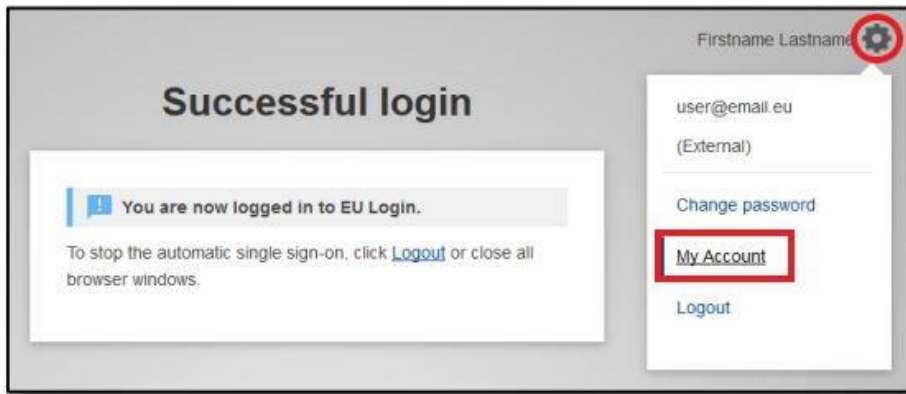 Firstname Lastname
Successful login
user@email.eu
(External)
You are now logged in to EU Login.
Change password
To stop the automatic single sign-on, click Logout or close all
browser windows.
My Account
Logout